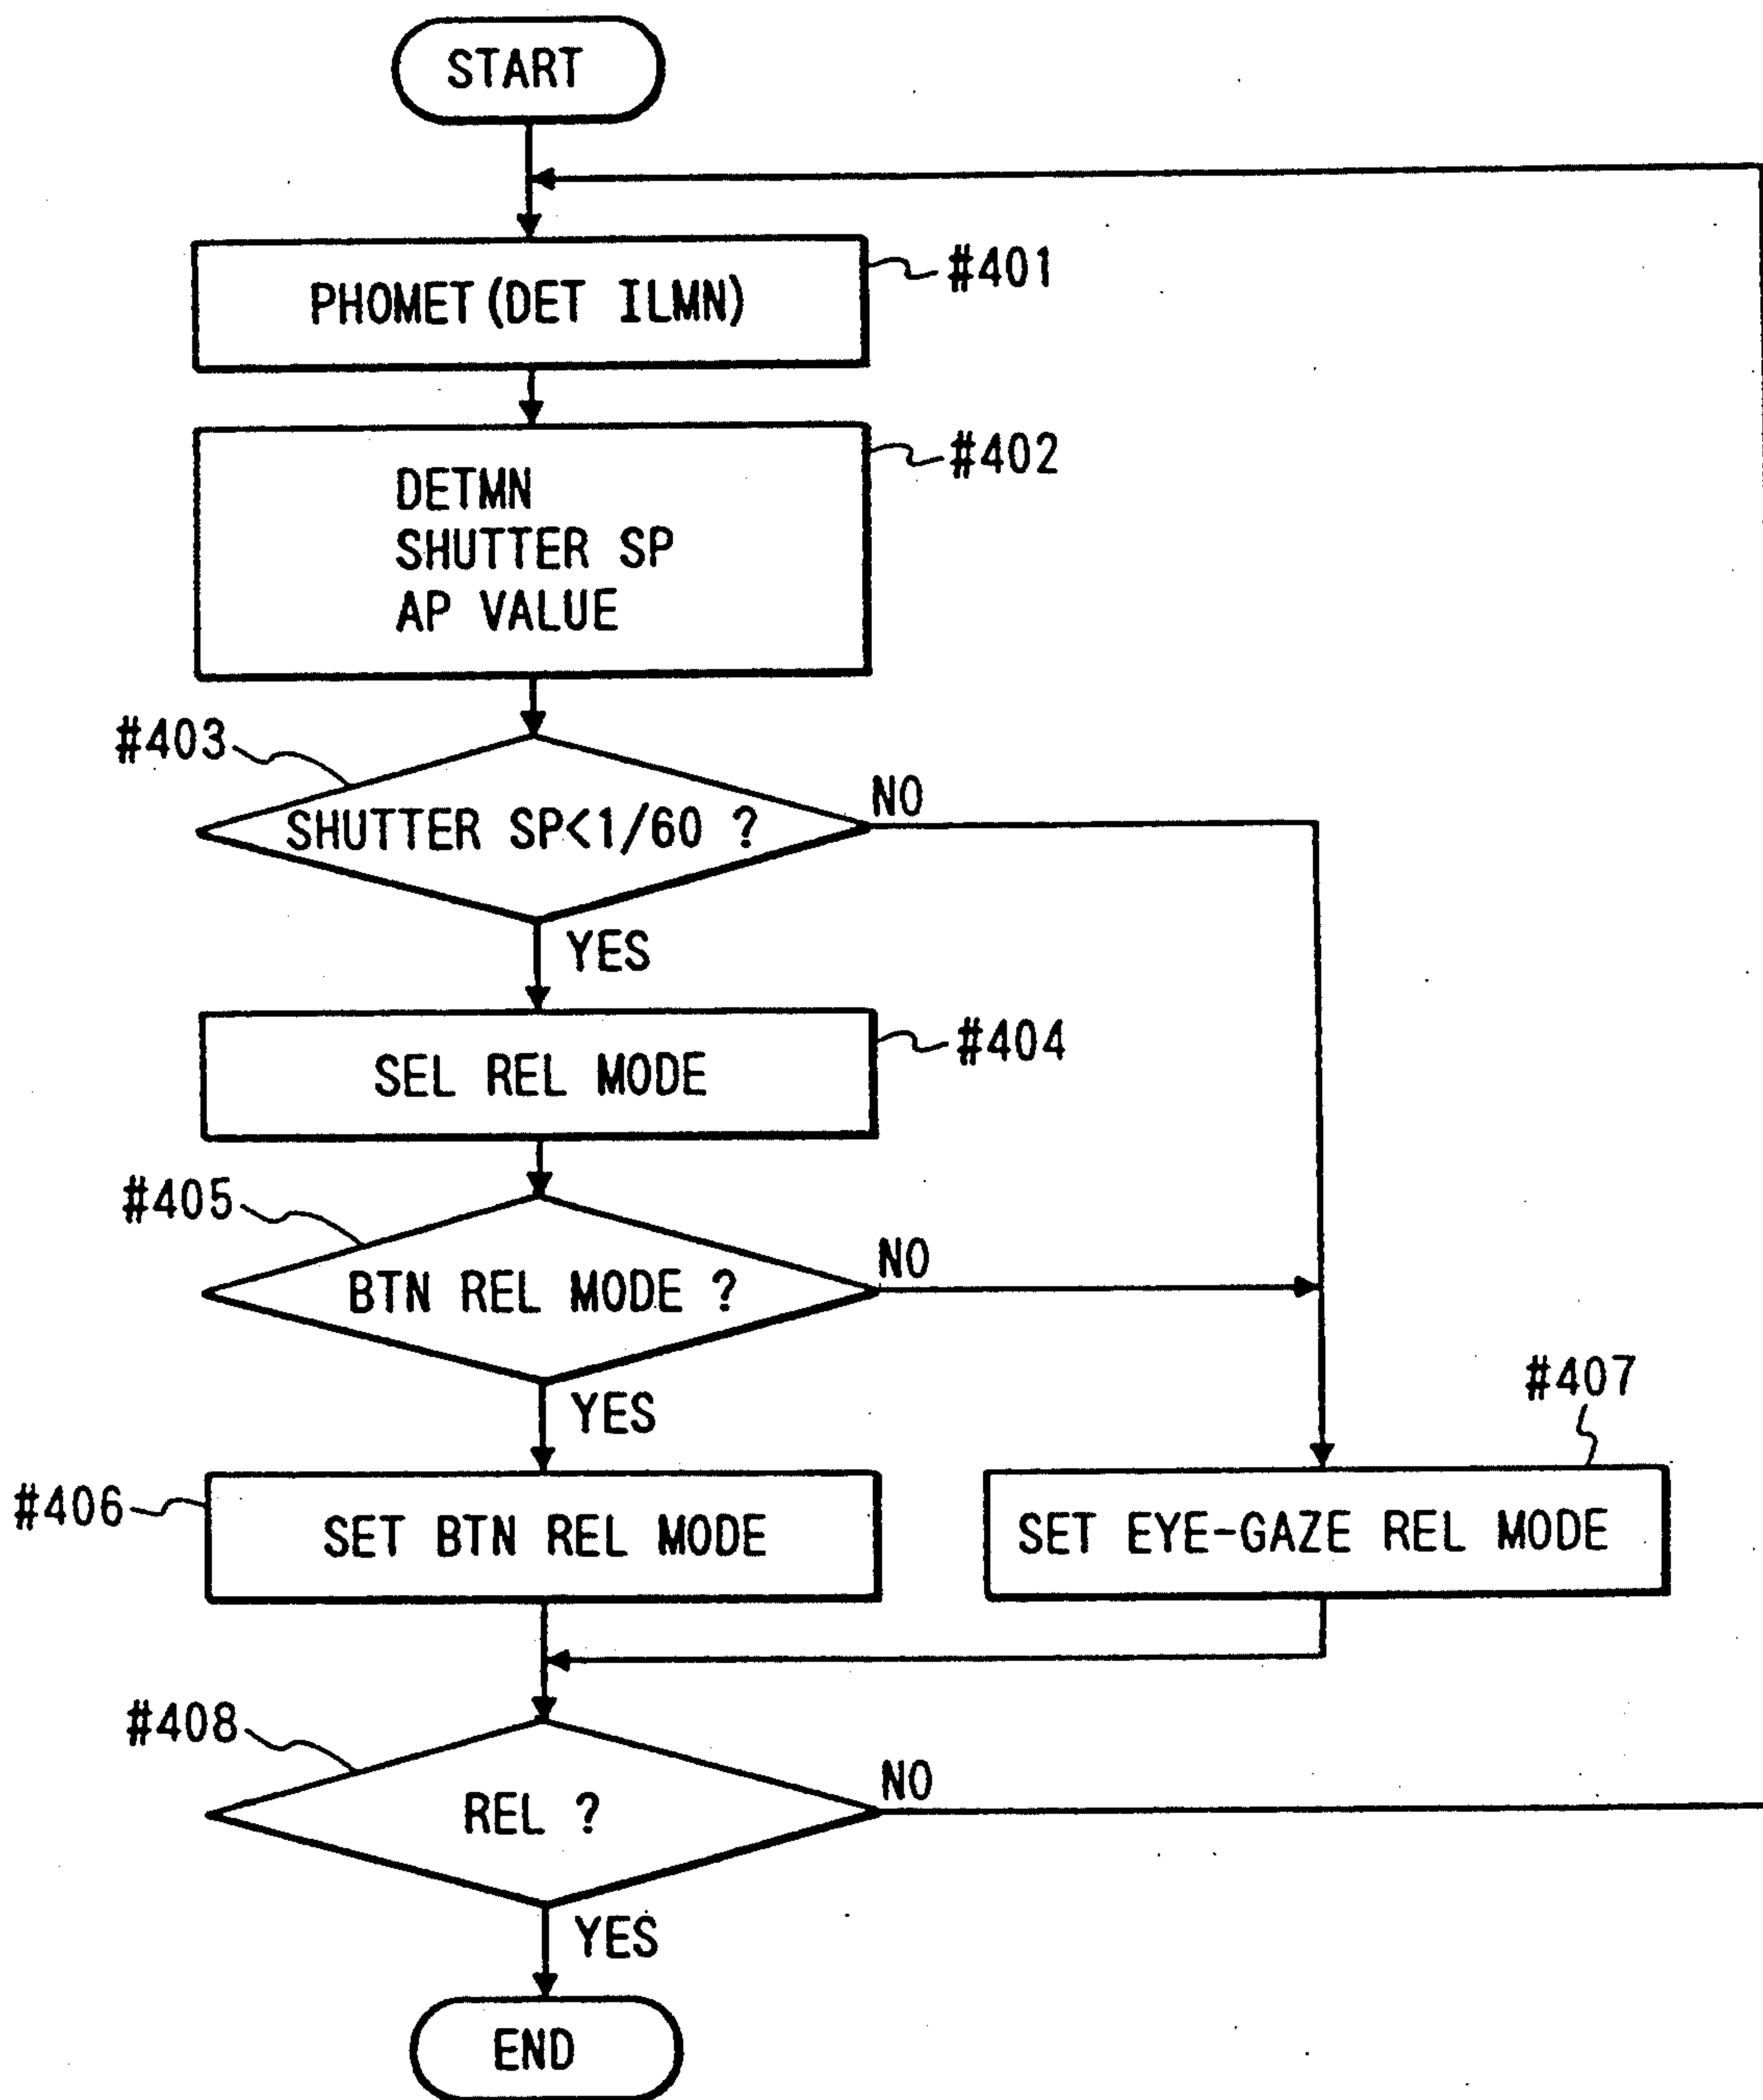 START
#401
PHOMET(DET ILMN)
#402
DETMN
SHUTTER SP
AP VALUE
#403
SHUTTER SP<1/60 ?
NO
YES
#404
SEL REL MODE
#405
BTN REL MODE ?
NO
YES
#406
SET BTN REL MODE
#407
SET EYE-GAZE REL MODE
#408
REL ?
NO
YES
END